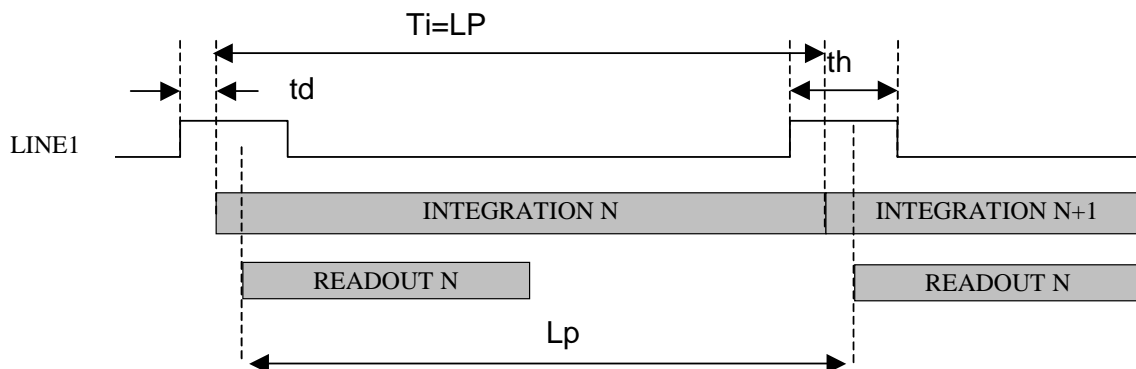 Ti=LP
th
td
LINE1
INTEGRATION N
INTEGRATION N+1
READOUT N
READOUT N
Lp